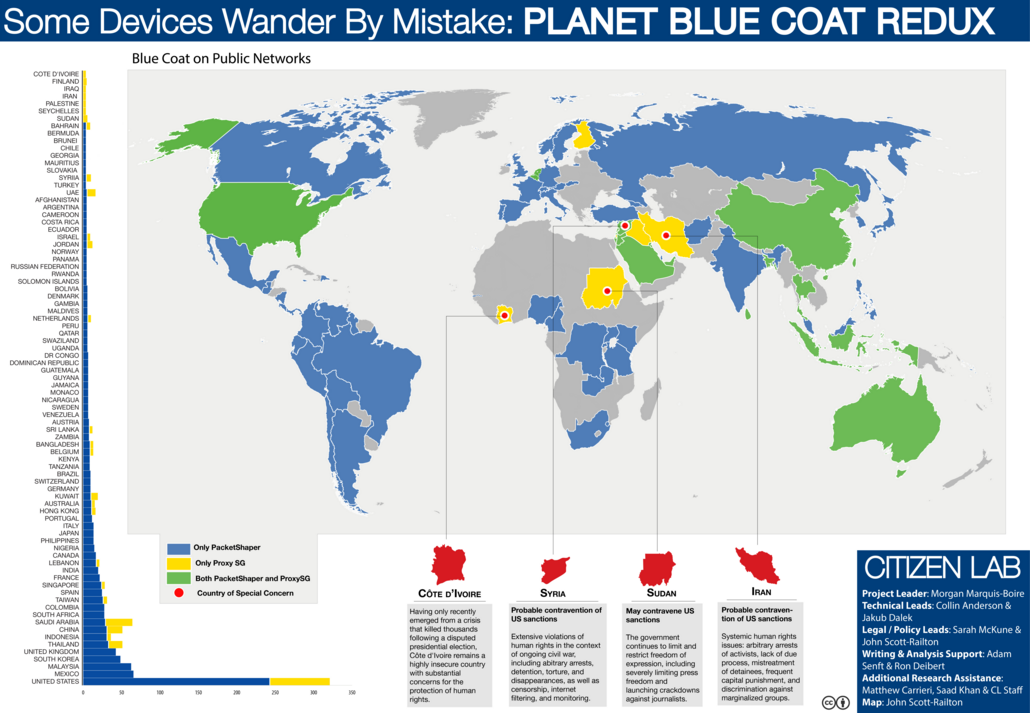 Some Devices Wander By Mistake: PLANET BLUE COAT REDUX
Blue Coat on Public Networks
COTE D'IVOIRE
FINLAND
IRAQ
IRAN
PALESTINE
SEYCHELLES
SUDAN
BAHRAIN
BERMUDA
BRUNEI
CHILE
GEORGIA
MAURITIUS
SLOVAKIA
SYRIA
TURKEY
UAE
AFGHANISTAN
ARGENTINA
CAMEROON
COSTA RICA
ECUADOR
ISRAEL
JORDAN
NORWAY
PANAMA
RUSSIAN FEDERATION
RWANDA
SOLOMON ISLANDS
BOLIVIA
DENMARK
GAMBIA
MALDIVES
NETHERLANDS
PERU
QATAR
SWAZILAND
UGANDA
DR CONGO
DOMINICAN REPUBLIC
GUATEMALA
GUYANA
JAMAICA
MONACO
NICARAGUA
SWEDEN
VENEZUELA
AUSTRIA
SRI LANKA
ZAMBIA
BANGLADESH
BELGIUM
KENYA
TANZANIA
BRAZIL
SWITZERLAND
GERMANY
KUWAIT
AUSTRALIA
HONG KONG
PORTUGAL
ITALY
JAPAN
PHILIPPINES
NIGERIA
CANADA
LEBANON
INDIA
FRANCE
SINGAPORE
SPAIN
TAIWAN
COLOMBIA
SOUTH AFRICA
SAUDI ARABIA
CHINA
INDONESIA
THAILAND
UNITED KINGDOM
SOUTH KOREA
MALAYSIA
MEXICO
UNITED STATES
0 50 100 150 200 250 300 350
Only PacketShaper
Only Proxy SG
Both PacketShaper and ProxySG
Country of Special Concern
CÔTE D'IVOIRE
Having only recently
emerged from a crisis
that killed thousands
following a disputed
presidential election,
Côte d'Ivoire remains a
highly insecure country
with substantial
concerns for the
protection of human
rights.
SYRIA
Probable contravention of
US sanctions
Extensive violations of
human rights in the context
of ongoing civil war,
including abitrary arrests,
detention, torture, and
disappearances, as well as
censorship, internet
filtering, and monitoring.
SUDAN
May contravene US
sanctions
The government
continues to limit and
restrict freedom of
expression, including
severely limiting press
freedom and
launching crackdowns
against journalists.
IRAN
Probable contraven-
tion of US sanctions
Systemic human rights
issues: arbitrary arrests
of activists, lack of due
process, mistreatment
of detainees, frequent
capital punishment, and
discrimination against
marginalized groups.
CITIZEN LAB
Project Leader: Morgan Marquis-Boire
Technical Leads: Collin Anderson &
Jakub Dalek
Legal / Policy Leads: Sarah McKune &
John Scott-Railton
Writing & Analysis Support: Adam
Senft & Ron Deibert
Additional Research Assistance:
Matthew Carrieri, Saad Khan & CL Staff
Map: John Scott-Railton
cc